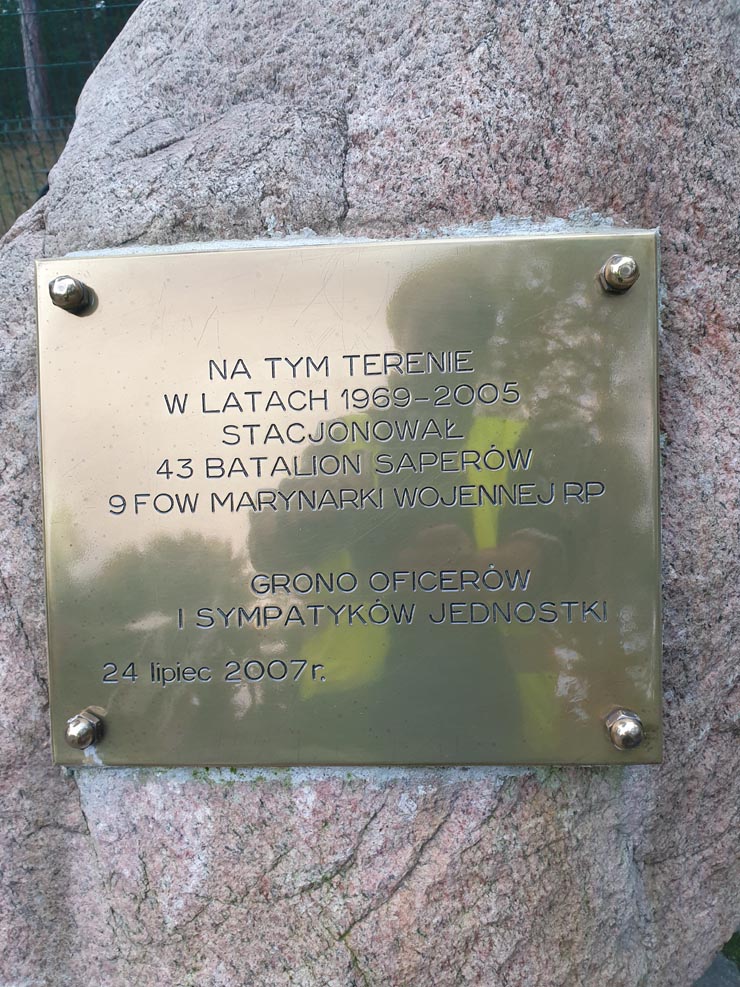 NA TYM TERENIE
W LATACH 1969-2005
STACJONOWAŁ
43 BATALION SAPERÓW
9 FOW MARYNARKI WOJENNEJ RP
GRONO OFICERÓW
I SYMPATYKÓW JEDNOSTKI
24 lipiec 2007r.